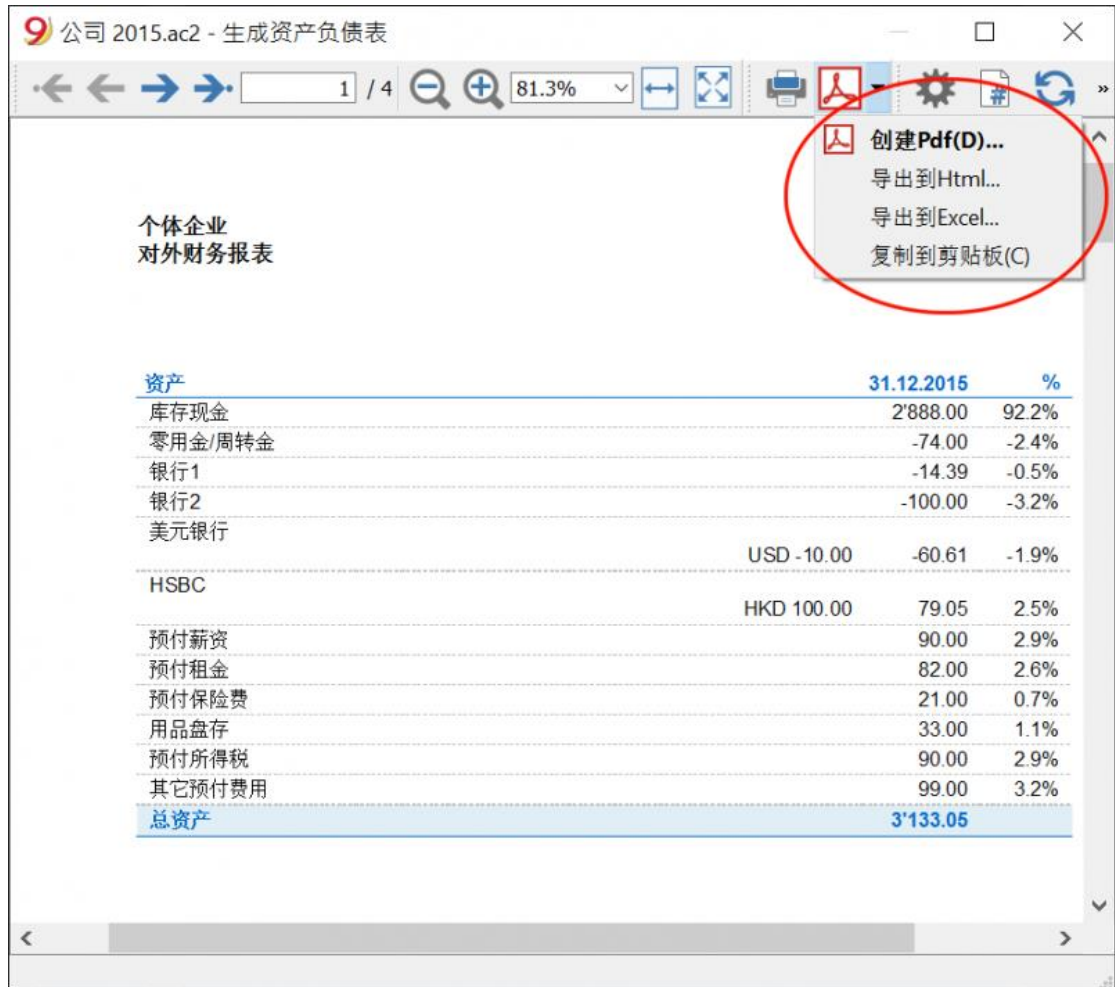 公司 2015.ac2 - 生成资产负债表
1 / 4 81.3% # »
创建Pdf(D)...
导出到Html...
导出到Excel...
复制到剪贴板(C)
个体企业
对外财务报表
资产 31.12.2015 %
库存现金 2'888.00 92.2%
零用金/周转金 -74.00 -2.4%
银行1 -14.39 -0.5%
银行2 -100.00 -3.2%
美元银行
USD -10.00 -60.61 -1.9%
HSBC
HKD 100.00 79.05 2.5%
预付薪资 90.00 2.9%
预付租金 82.00 2.6%
预付保险费 21.00 0.7%
用品盘存 33.00 1.1%
预付所得税 90.00 2.9%
其它预付费用 99.00 3.2%
总资产 3'133.05